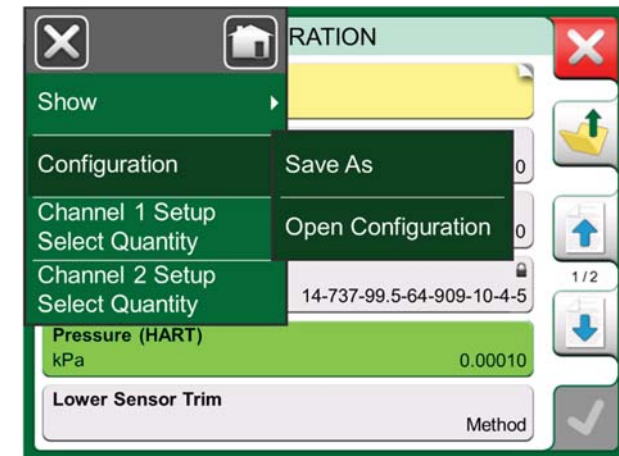 RATION
Show
Configuration
Save As
0
Channel 1 Setup
Select Quantity
Open Configuration
0
Channel 2 Setup
Select Quantity
1/2
14-737-99.5-64-909-10-4-5
Pressure (HART)
kPa 0.00010
Lower Sensor Trim
Method